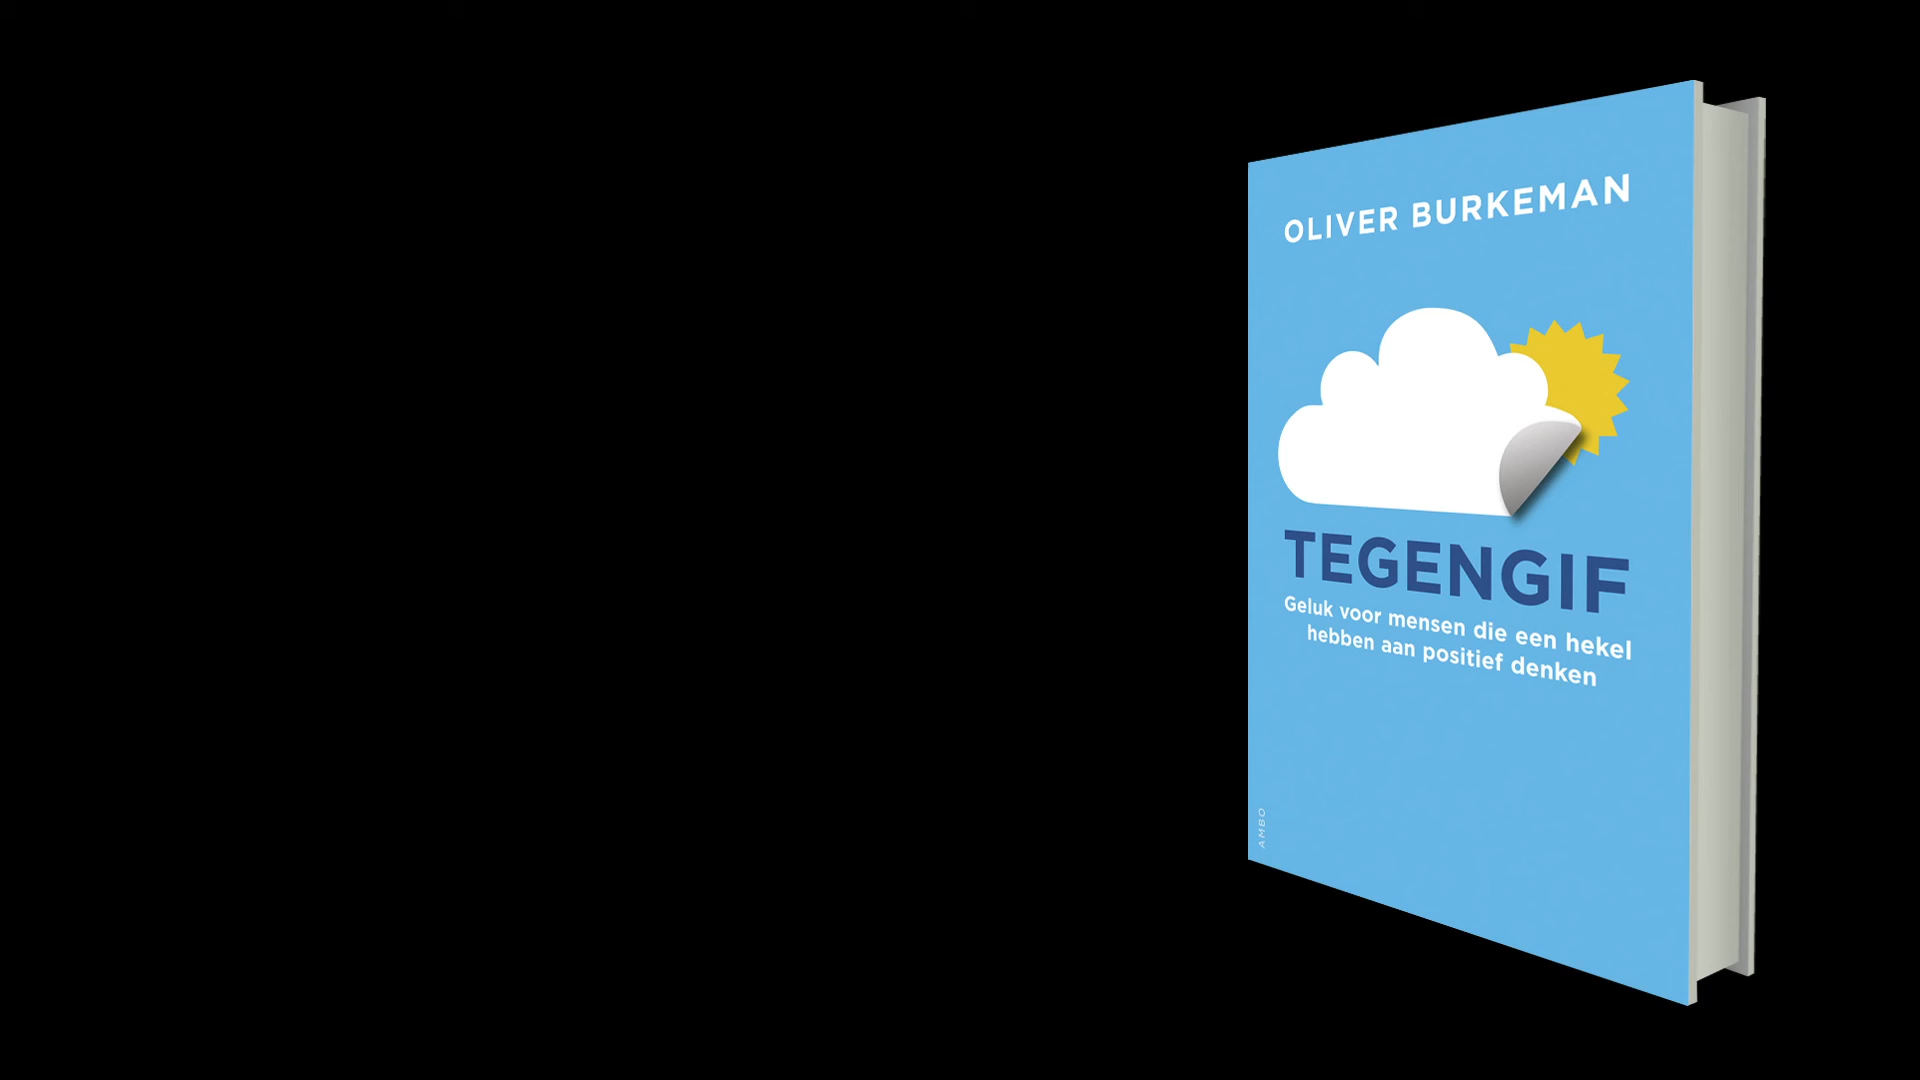 OLIVER BURKEMAN
TEGENGIF
Geluk voor mensen die een hekel
hebben aan positief denken
AMBO